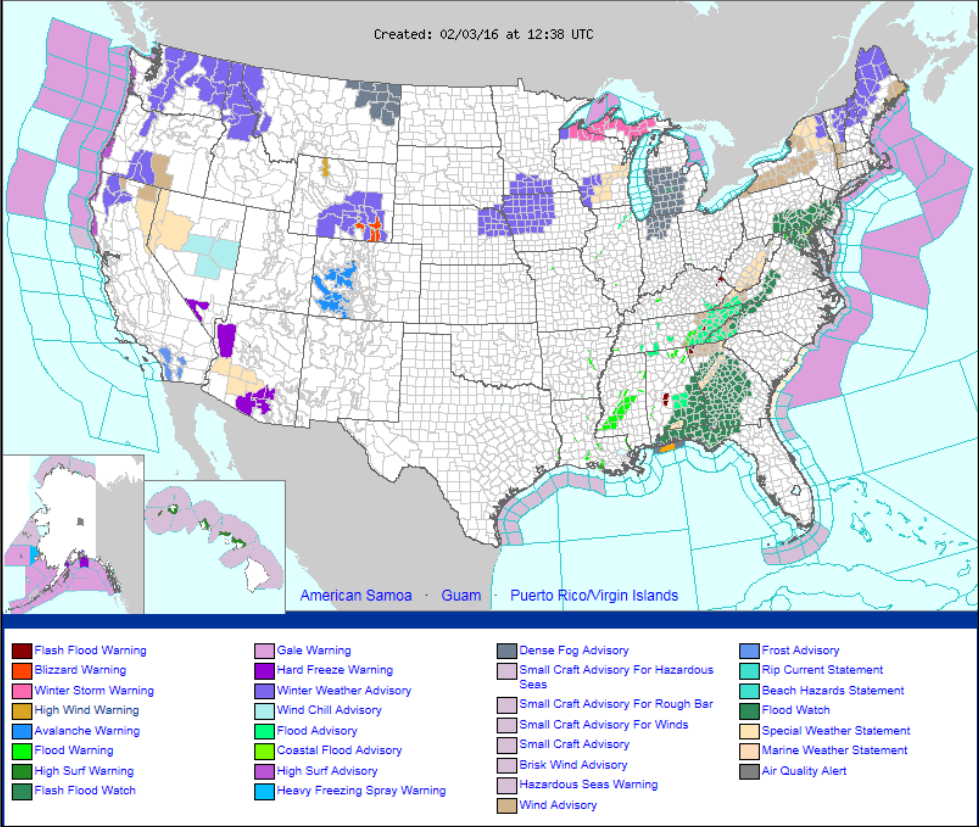 Created: 02/03/16 at 12:38 UTC
American Samoa · Guam · Puerto Rico/Virgin Islands
Flash Flood Warning
Blizzard Warning
Winter Storm Warning
High Wind Warning
Avalanche Warning
Flood Warning
High Surf Warning
Flash Flood Watch
Gale Warning
Hard Freeze Warning
Winter Weather Advisory
Wind Chill Advisory
Flood Advisory
Coastal Flood Advisory
High Surf Advisory
Heavy Freezing Spray Warning
Dense Fog Advisory
Small Craft Advisory For Hazardous
Seas
Small Craft Advisory For Rough Bar
Small Craft Advisory For Winds
Small Craft Advisory
Brisk Wind Advisory
Hazardous Seas Warning
Wind Advisory
Frost Advisory
Rip Current Statement
Beach Hazards Statement
Flood Watch
Special Weather Statement
Marine Weather Statement
Air Quality Alert